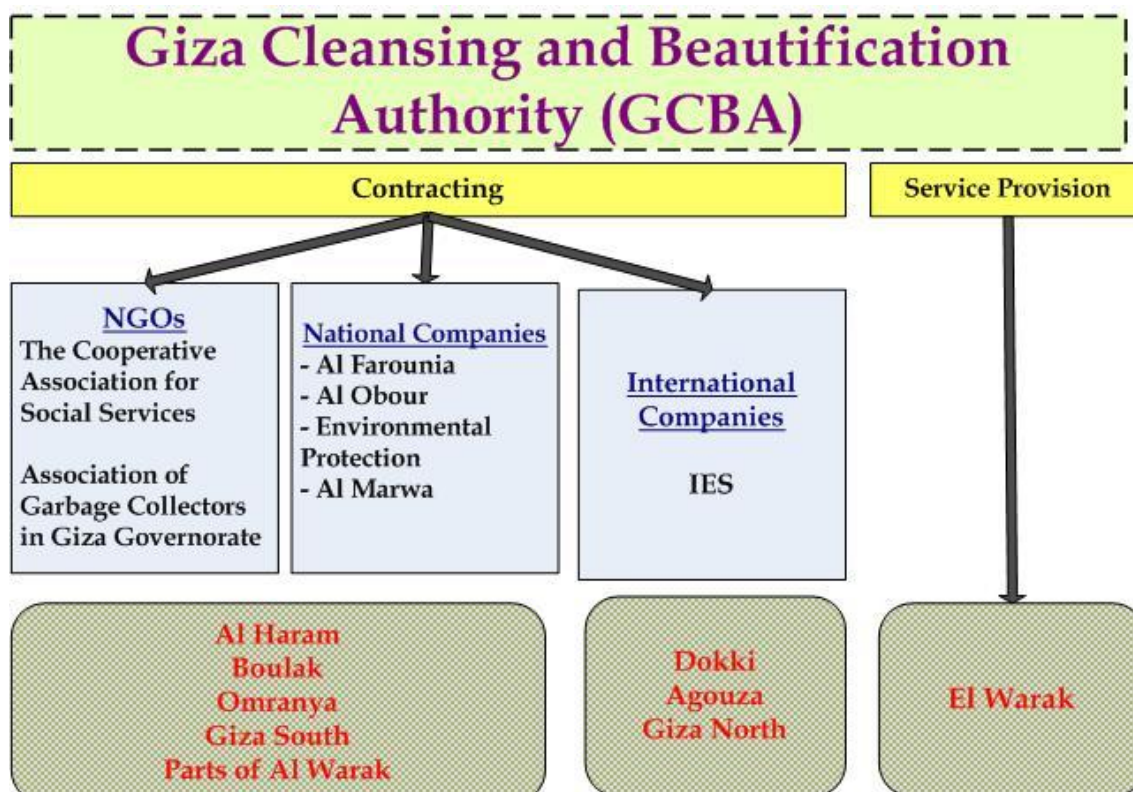 Giza Cleansing and Beautification
Authority (GCBA)
Contracting
Service Provision
NGOs
The Cooperative
Association for
Social Services
Association of
Garbage Collectors
in Giza Governorate
National Companies
- Al Farounia
- Al Obour
- Environmental
Protection
- Al Marwa
International
Companies
IES
Al Haram
Boulak
Omranya
Giza South
Parts of Al Warak
Dokki
Agouza
Giza North
El Warak